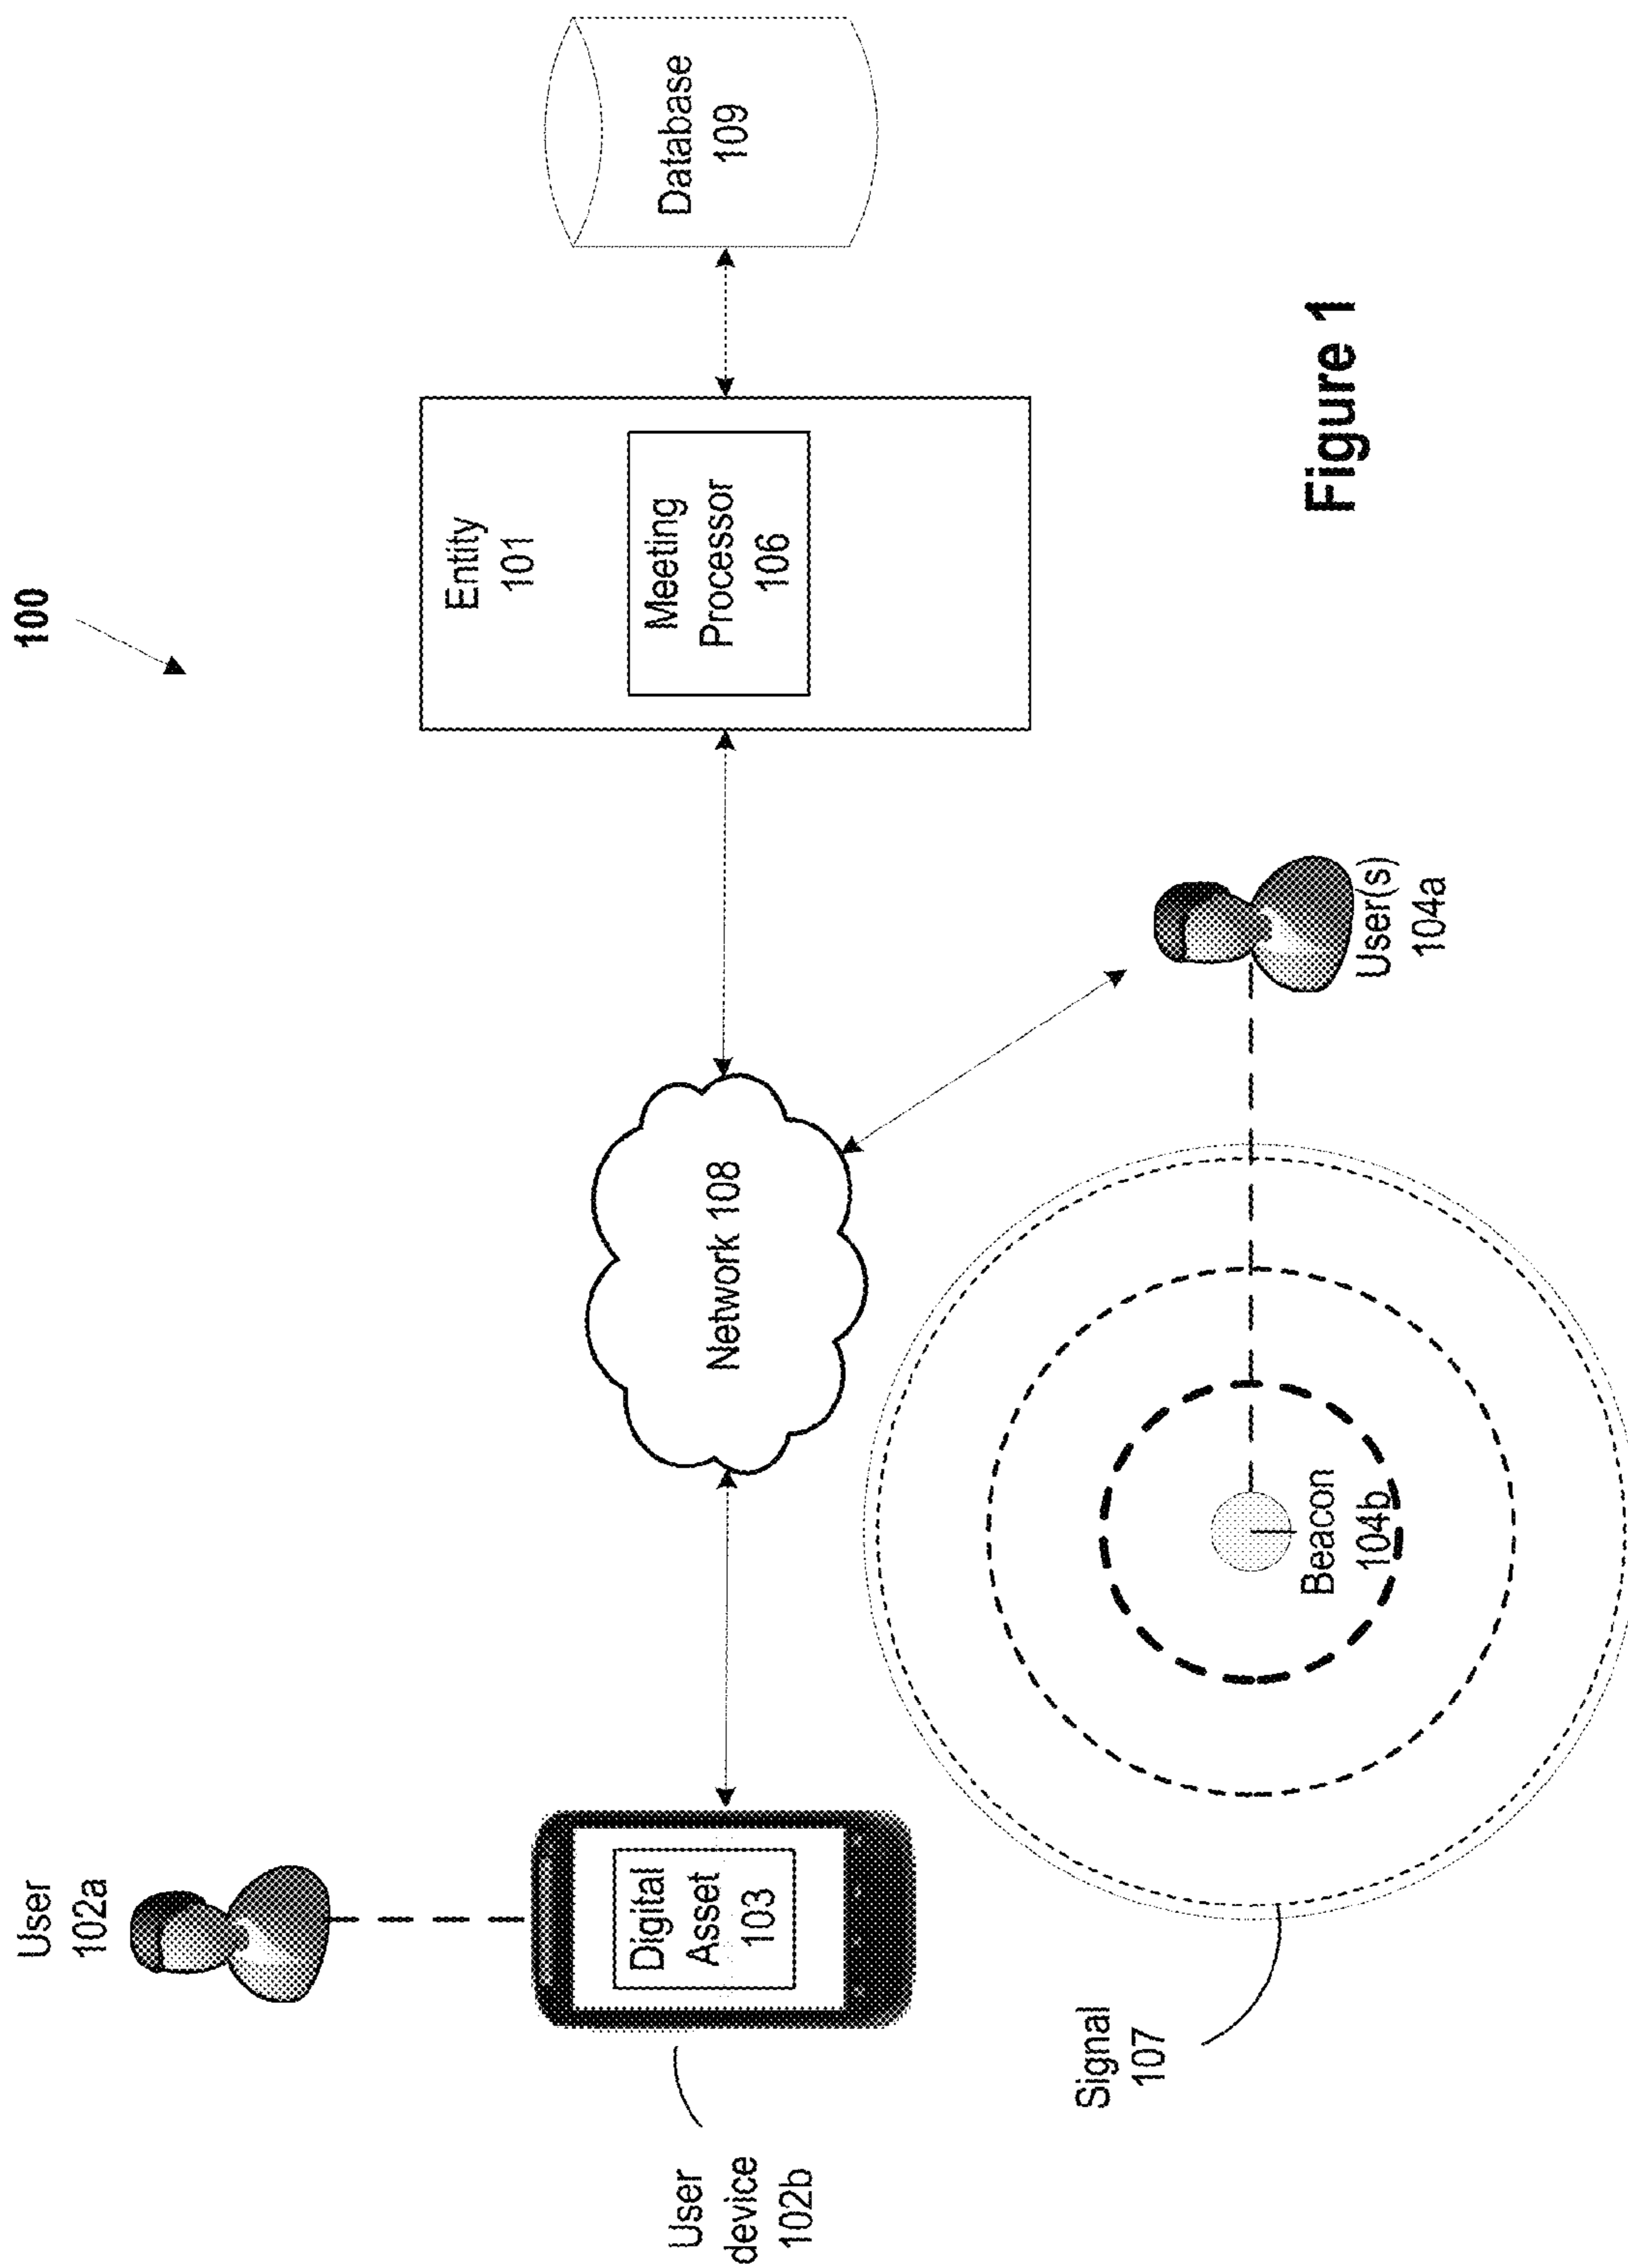 100
User
102a
User
device
102b
Digital
Asset
103
Network 108
Entity
101
Meeting
Processor
106
Database
109
Signal
107
Beacon
104b
User(s)
104a
Figure 1